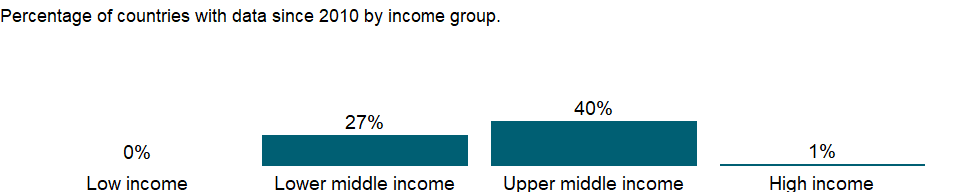 Percentage of countries with data since 2010 by income group.
40%
27%
0%
1%
Low income
Lower middle income
Upper middle income
High income